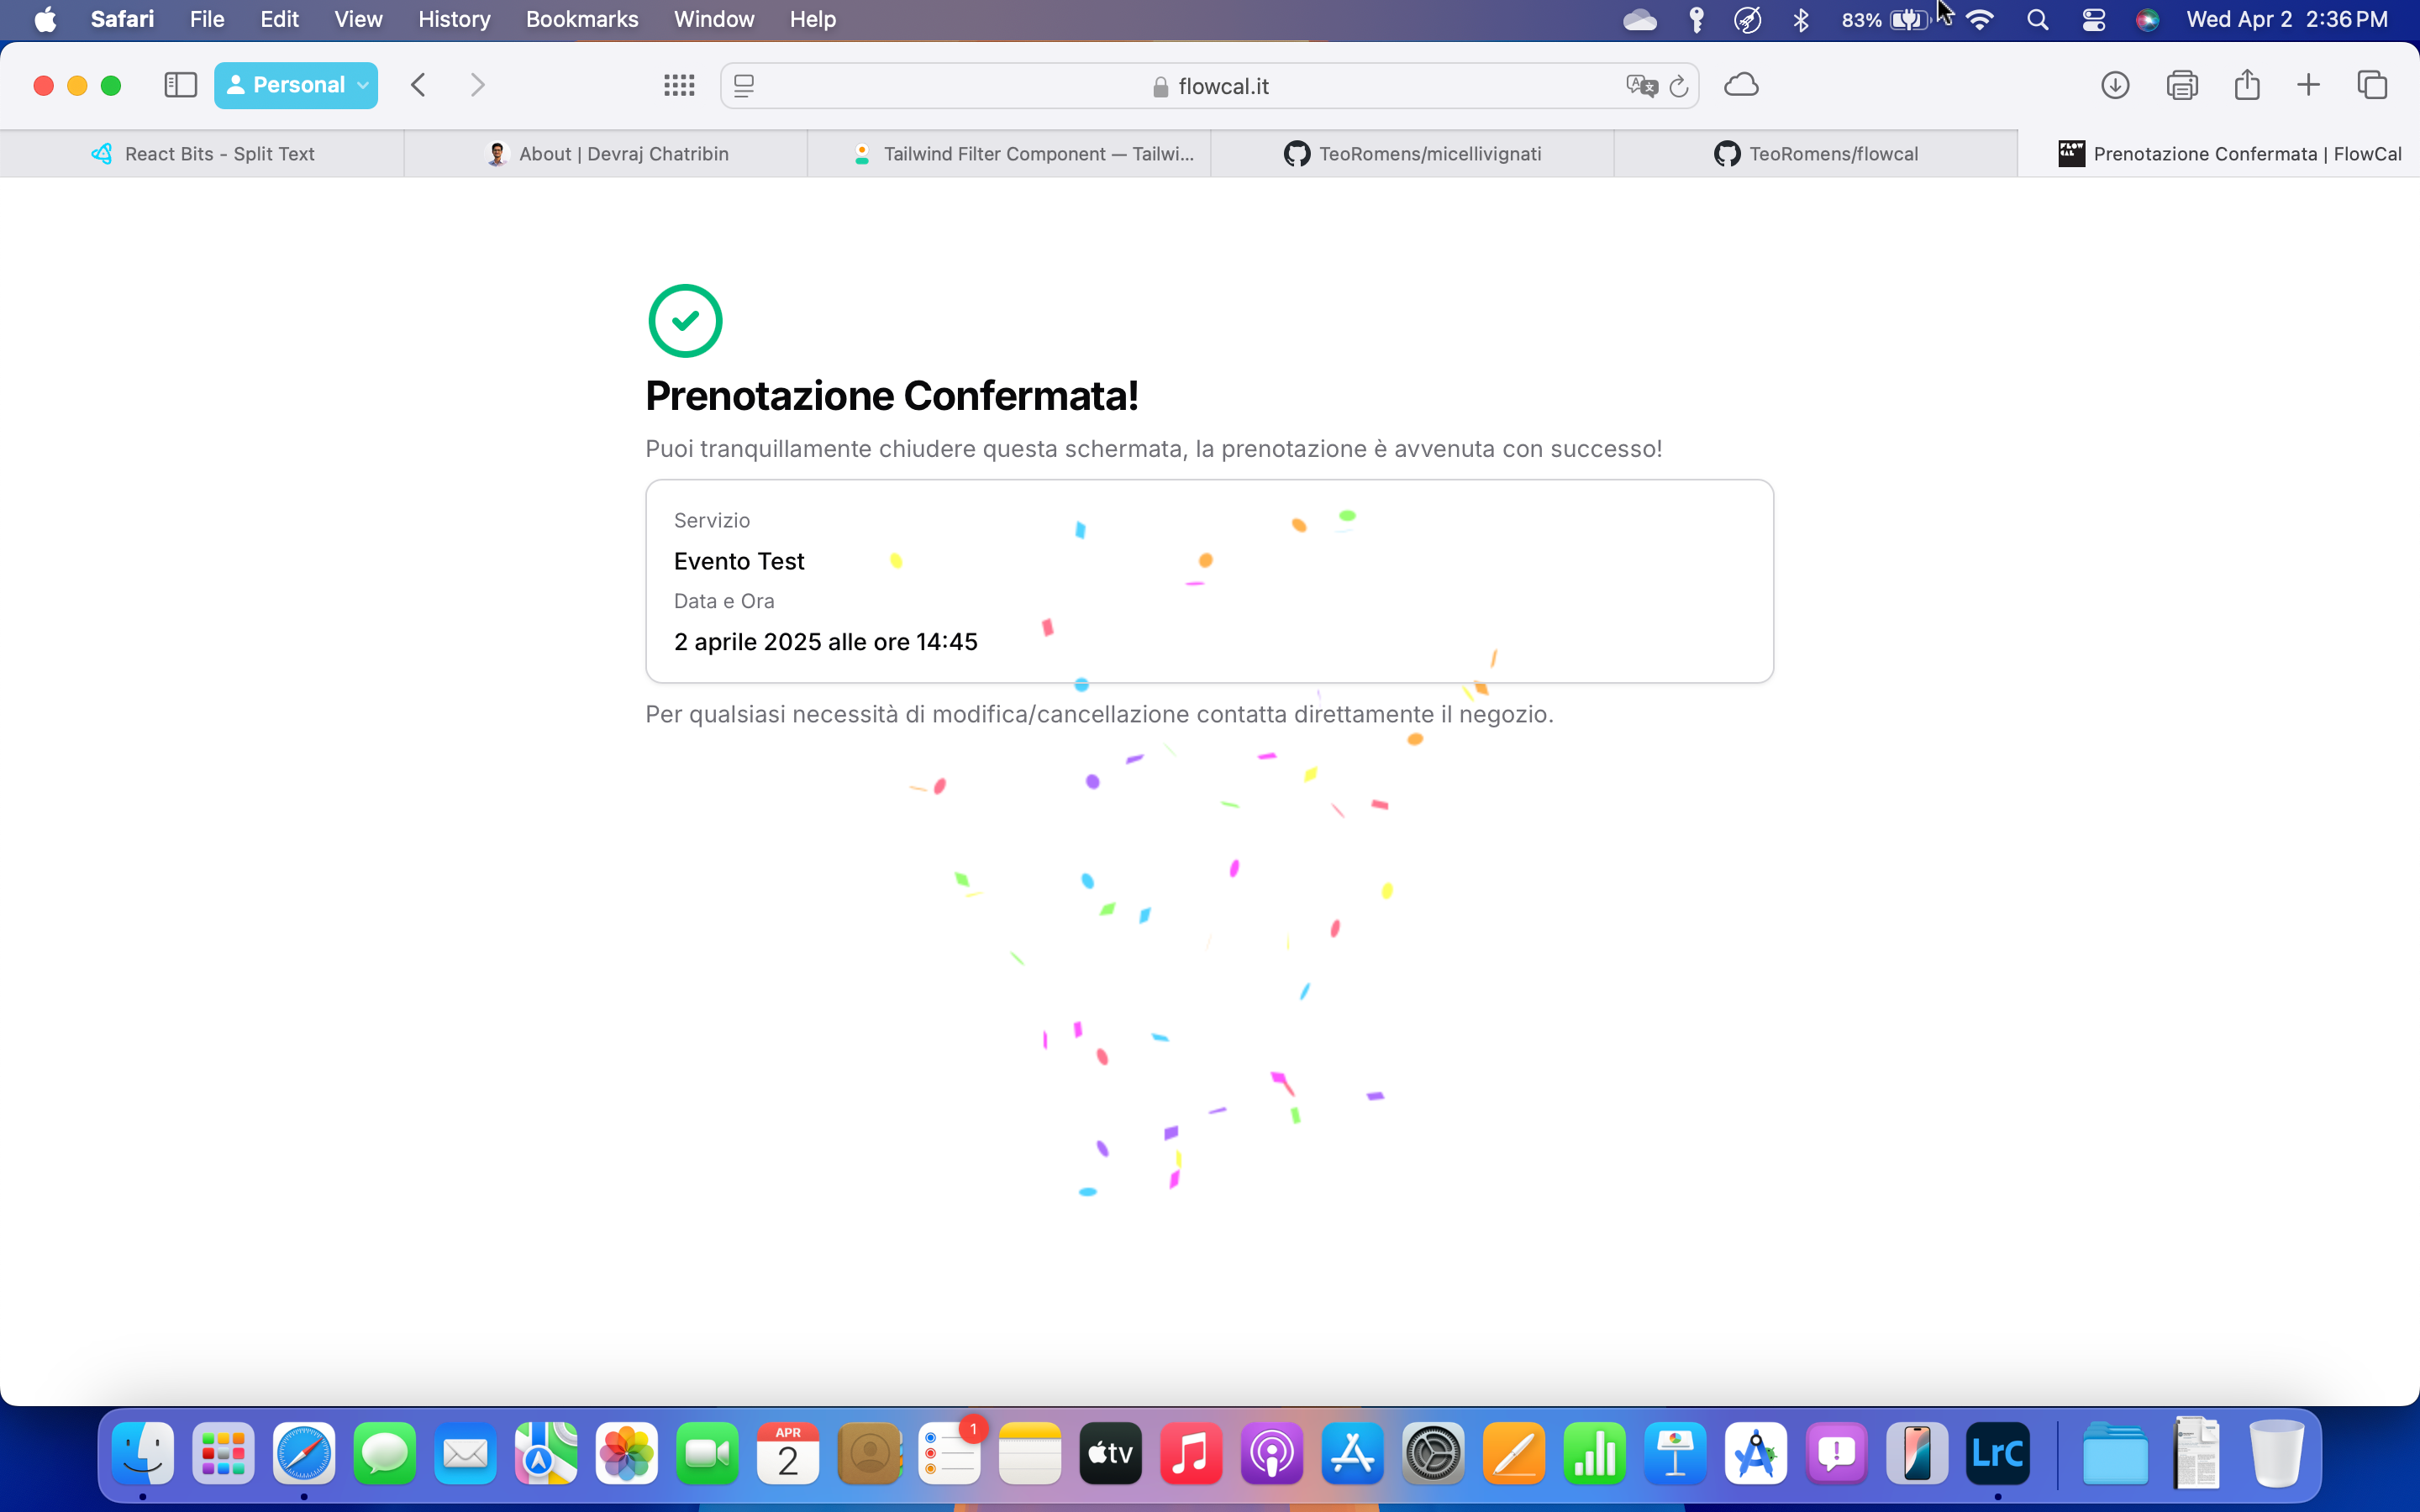 Safari File Edit View History Bookmarks Window Help 83% Wed Apr 2 2:36 PM
Personal flowcal.it
React Bits - Split Text About | Devraj Chatribin Tailwind Filter Component — Tailwi... TeoRomens/micellivignati TeoRomens/flowcal Prenotazione Confermata | FlowCal
Prenotazione Confermata!
Puoi tranquillamente chiudere questa schermata, la prenotazione è avvenuta con successo!
Servizio
Evento Test
Data e Ora
2 aprile 2025 alle ore 14:45
Per qualsiasi necessità di modifica/cancellazione contatta direttamente il negozio.
APR
2
1
tv
LrC